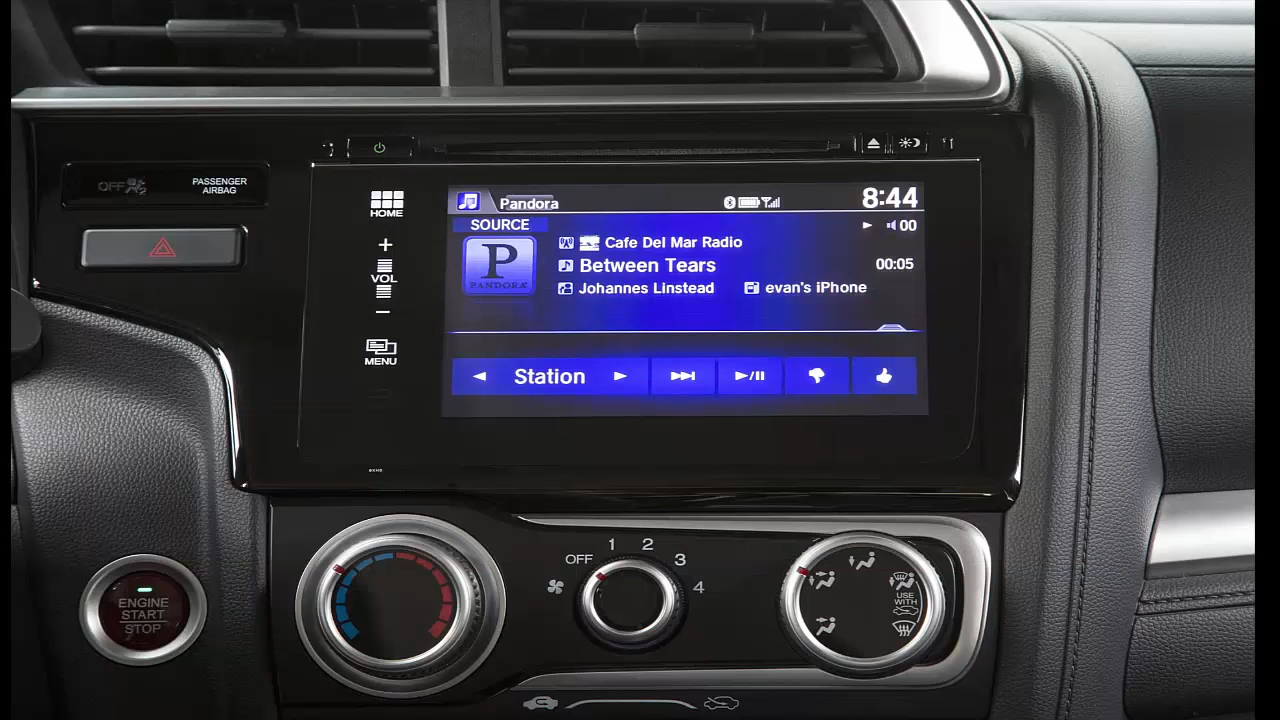 OFF
PASSENGER
AIRBAG
HOME
+
VOL
−
MENU
Pandora
8:44
SOURCE
00
P
PANDORA
Cafe Del Mar Radio
Between Tears
00:05
Johannes Linstead
evan's iPhone
Station
ENGINE
START
STOP
OFF 1 2 3 4
USE
WITH